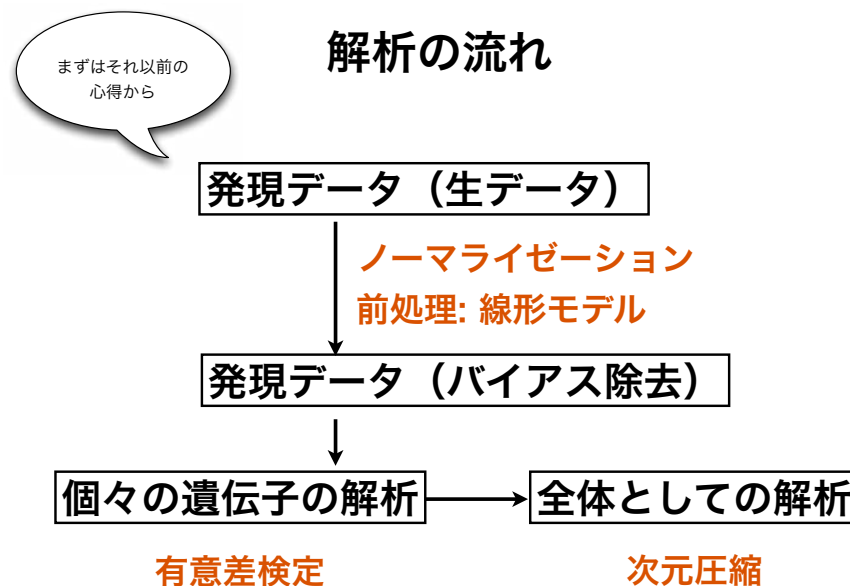 まずはそれ以前の
心得から
解析の流れ
発現データ（生データ）
ノーマライゼーション
前処理: 線形モデル
発現データ（バイアス除去）
個々の遺伝子の解析
全体としての解析
有意差検定
次元圧縮